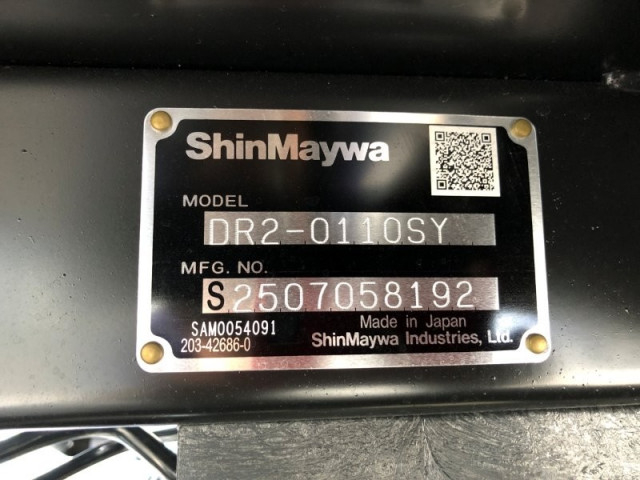 ShinMaywa
MODEL
DR2-0110SY
MFG. NO.
S2507058192
SAM0054091
203-42686-0
Made in Japan
ShinMaywa Industries, Ltd.